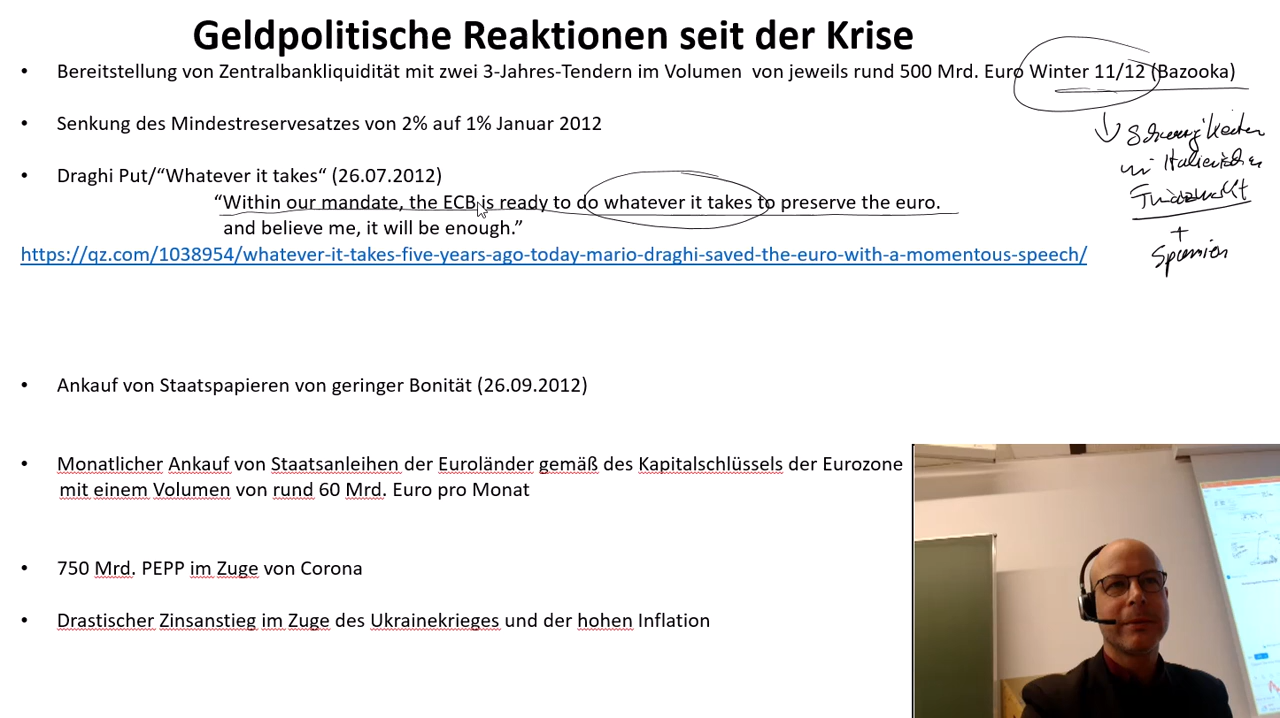 Geldpolitische Reaktionen seit der Krise
• Bereitstellung von Zentralbankliquidität mit zwei 3-Jahres-Tendern im Volumen von jeweils rund 500 Mrd. Euro Winter 11/12 (Bazooka)
• Senkung des Mindestreservesatzes von 2% auf 1% Januar 2012
• Draghi Put/“Whatever it takes“ (26.07.2012)
“Within our mandate, the ECB is ready to do whatever it takes to preserve the euro.
and believe me, it will be enough.”
https://qz.com/1038954/whatever-it-takes-five-years-ago-today-mario-draghi-saved-the-euro-with-a-momentous-speech/
+
Spanien
• Ankauf von Staatspapieren von geringer Bonität (26.09.2012)
• Monatlicher Ankauf von Staatsanleihen der Euroländer gemäß des Kapitalschlüssels der Eurozone
mit einem Volumen von rund 60 Mrd. Euro pro Monat
• 750 Mrd. PEPP im Zuge von Corona
• Drastischer Zinsanstieg im Zuge des Ukrainekrieges und der hohen Inflation